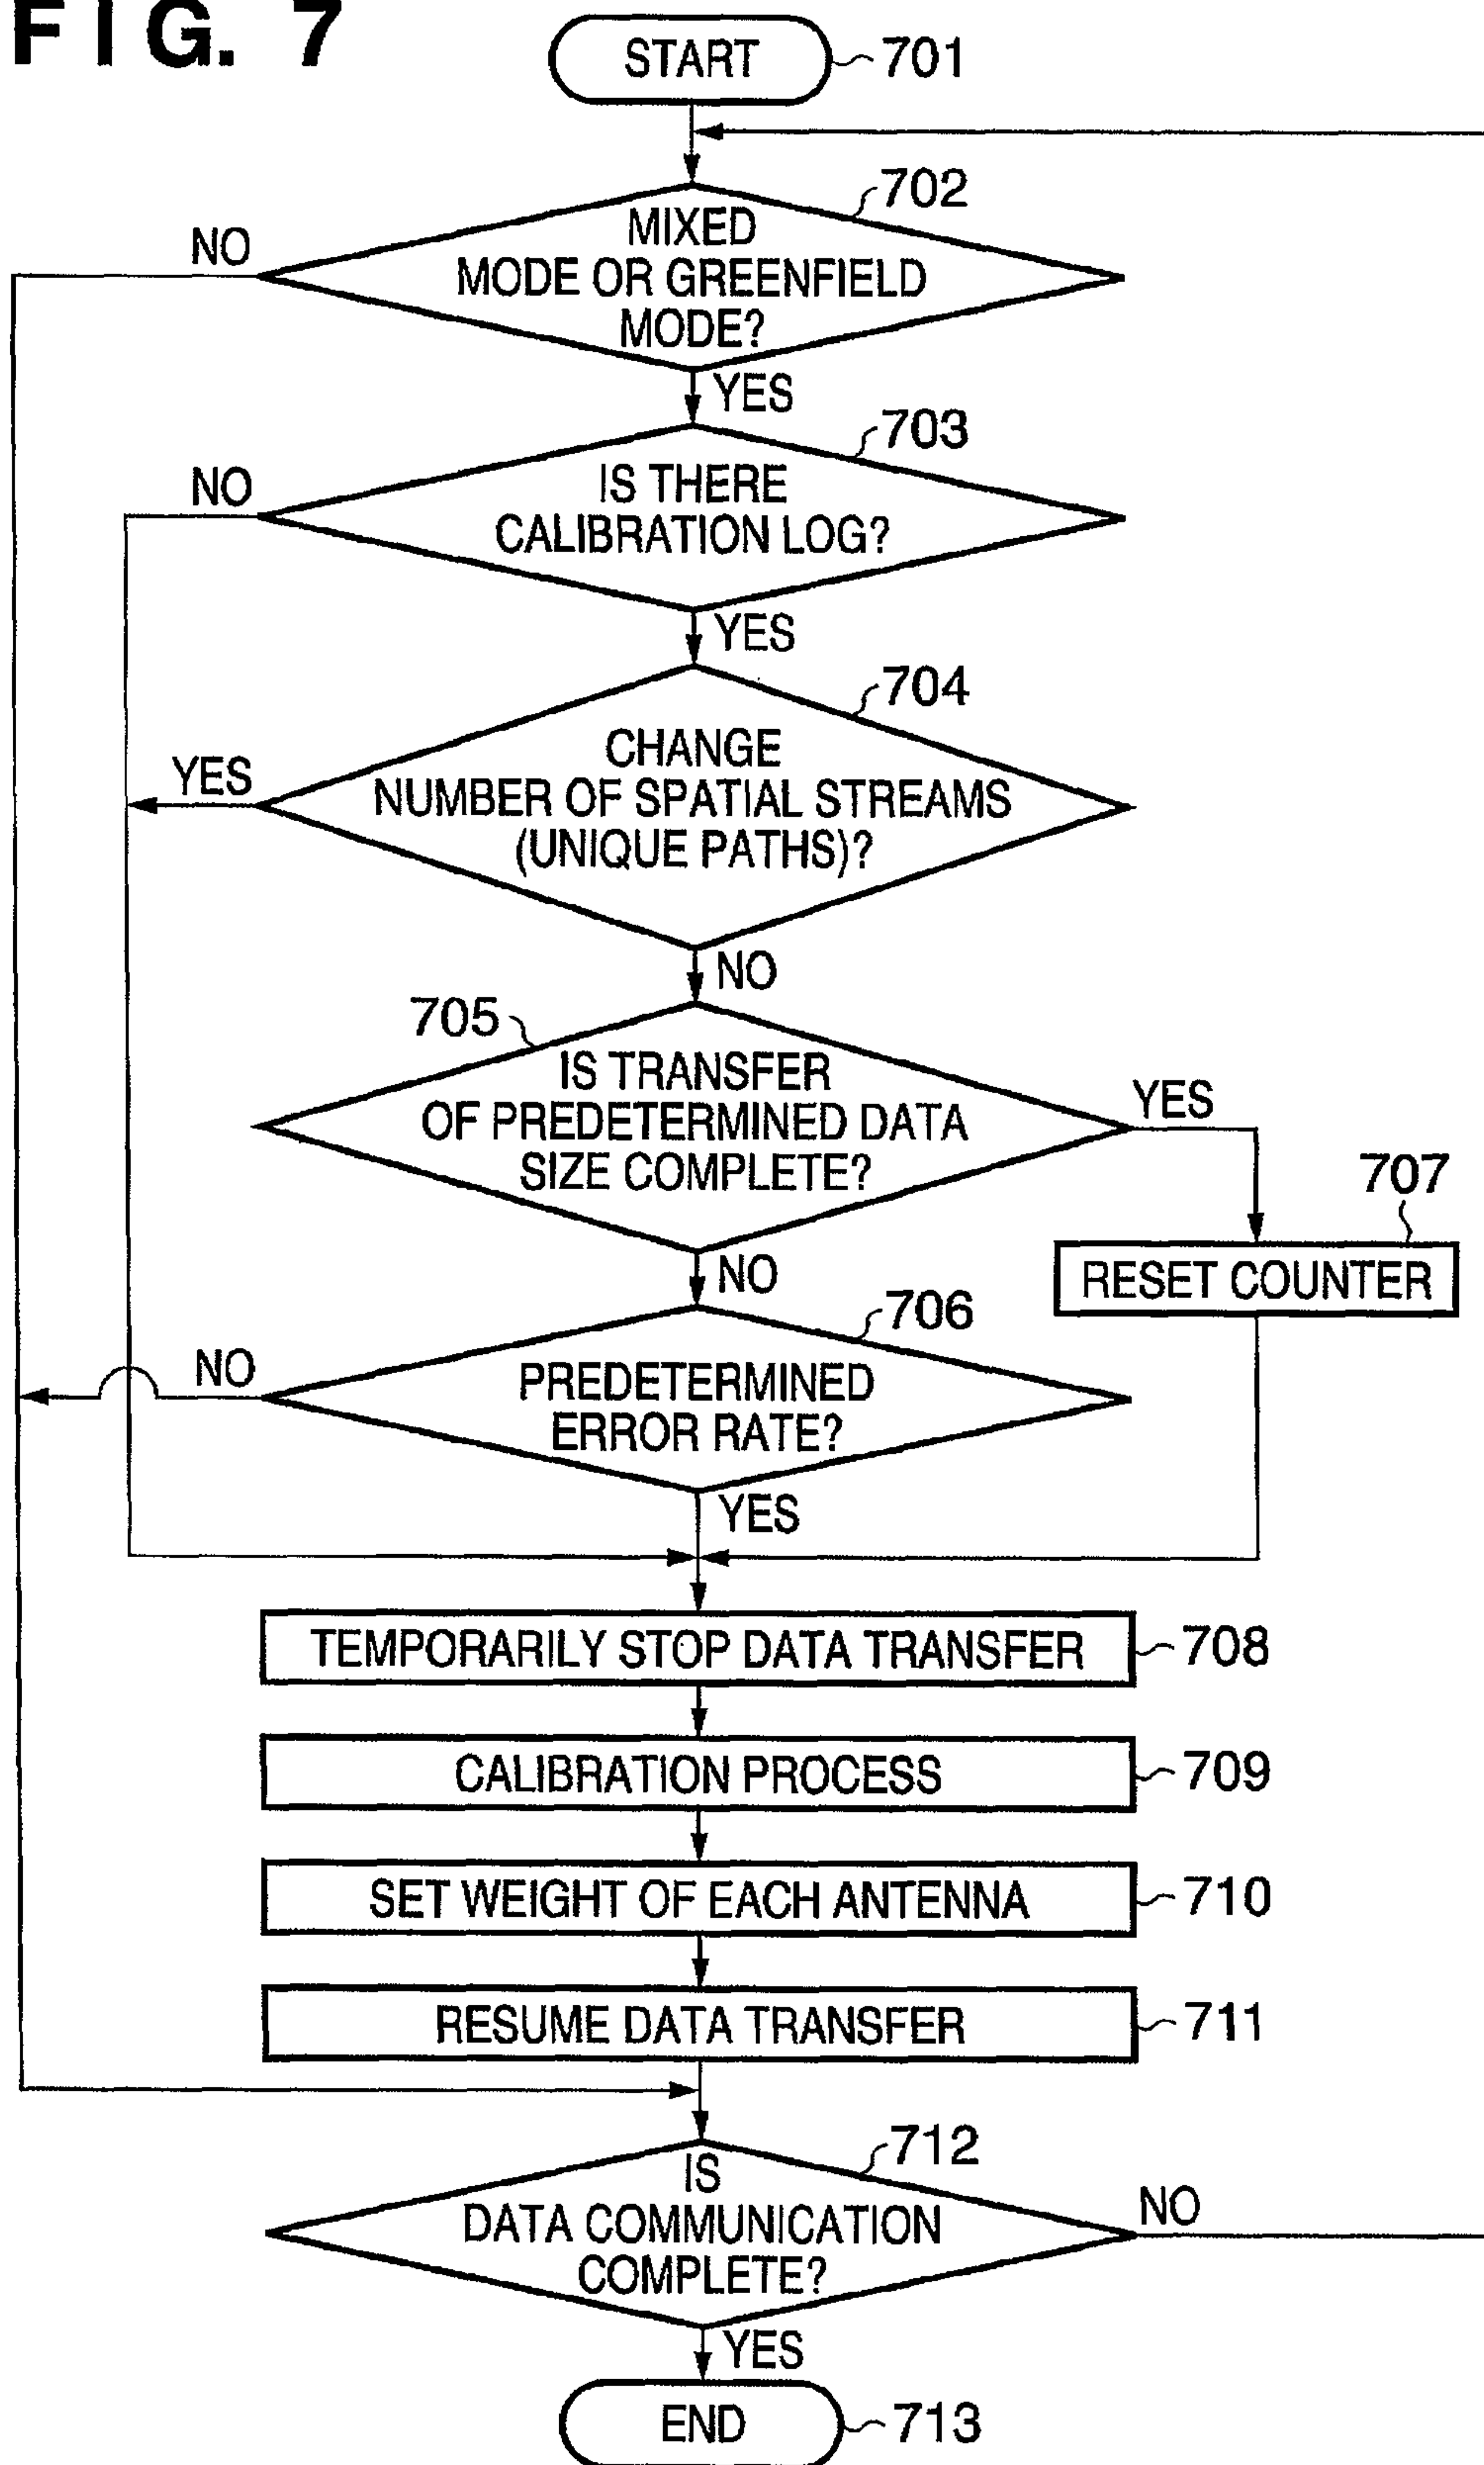 FIG. 7
START
701
702
MIXED
MODE OR GREENFIELD
MODE?
NO
YES
703
IS THERE
CALIBRATION LOG?
NO
YES
704
CHANGE
NUMBER OF SPATIAL STREAMS
(UNIQUE PATHS)?
YES
NO
705
IS TRANSFER
OF PREDETERMINED DATA
SIZE COMPLETE?
YES
707
RESET COUNTER
NO
706
PREDETERMINED
ERROR RATE?
NO
YES
TEMPORARILY STOP DATA TRANSFER
708
CALIBRATION PROCESS
709
SET WEIGHT OF EACH ANTENNA
710
RESUME DATA TRANSFER
711
712
IS
DATA COMMUNICATION
COMPLETE?
NO
YES
END
713